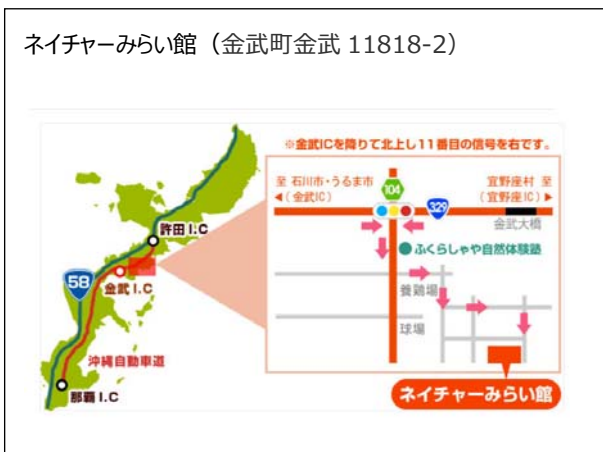 ネイチャーみらい館（金武町金武 11818-2）
※金武ICを降りて北上し11番目の信号を右です。
至 石川市・うるま市
◀(金武IC)
104
329
宜野座村 至
(宜野座IC)▶
金武大橋
許田 I.C
ふくらしゃや自然体験塾
58
金武 I.C
養鶏場
球場
沖縄自動車道
那覇 I.C
ネイチャーみらい館